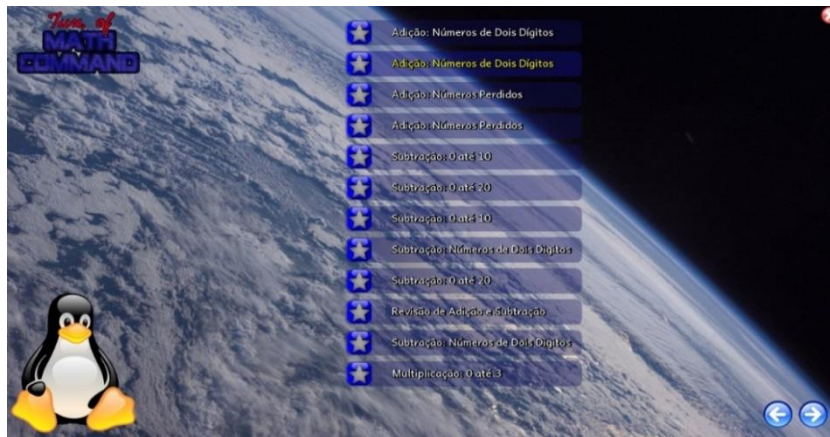 Tux, of
MATH
COMMAND
Adição: Números de Dois Dígitos
Adição: Números de Dois Dígitos
Adição: Números Perdidos
Adição: Números Perdidos
Subtração: 0 até 10
Subtração: 0 até 20
Subtração: 0 até 10
Subtração: Números de Dois Dígitos
Subtração: 0 até 20
Revisão de Adição e Subtração
Subtração: Números de Dois Dígitos
Multiplicação: 0 até 3